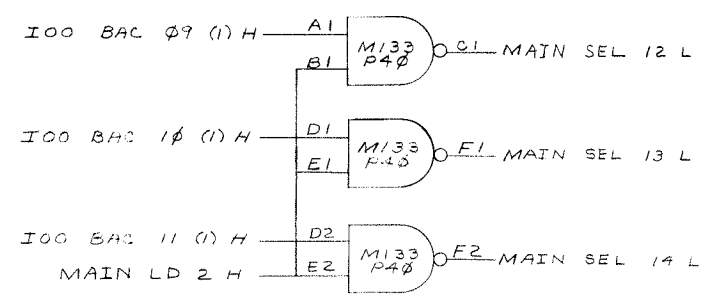 IOO BAC Ø9 (1) H
A1
M133
P4Ø
B1
C1
MAIN SEL 12 L
IOO BAC 1Ø (1) H
D1
M133
P4Ø
E1
F1
MAIN SEL 13 L
IOO BAC 11 (1) H
D2
M133
P4Ø
MAIN LD 2 H
E2
F2
MAIN SEL 14 L